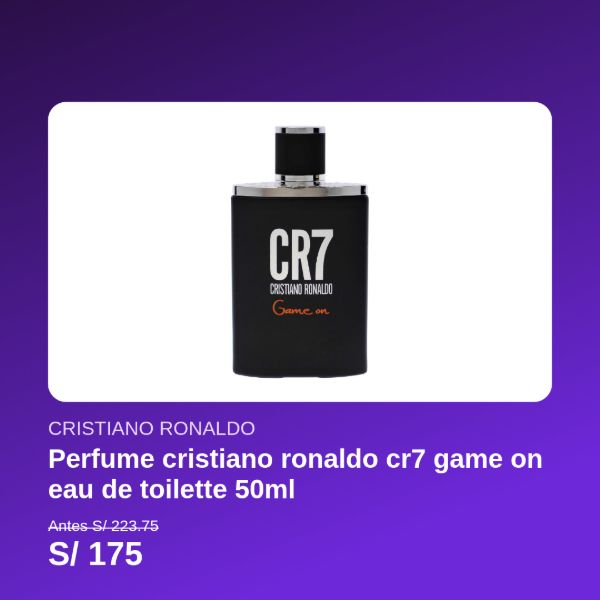 CR7
CRISTIANO RONALDO
Game on
CRISTIANO RONALDO
Perfume cristiano ronaldo cr7 game on
eau de toilette 50ml
Antes S/ 223.75
S/ 175